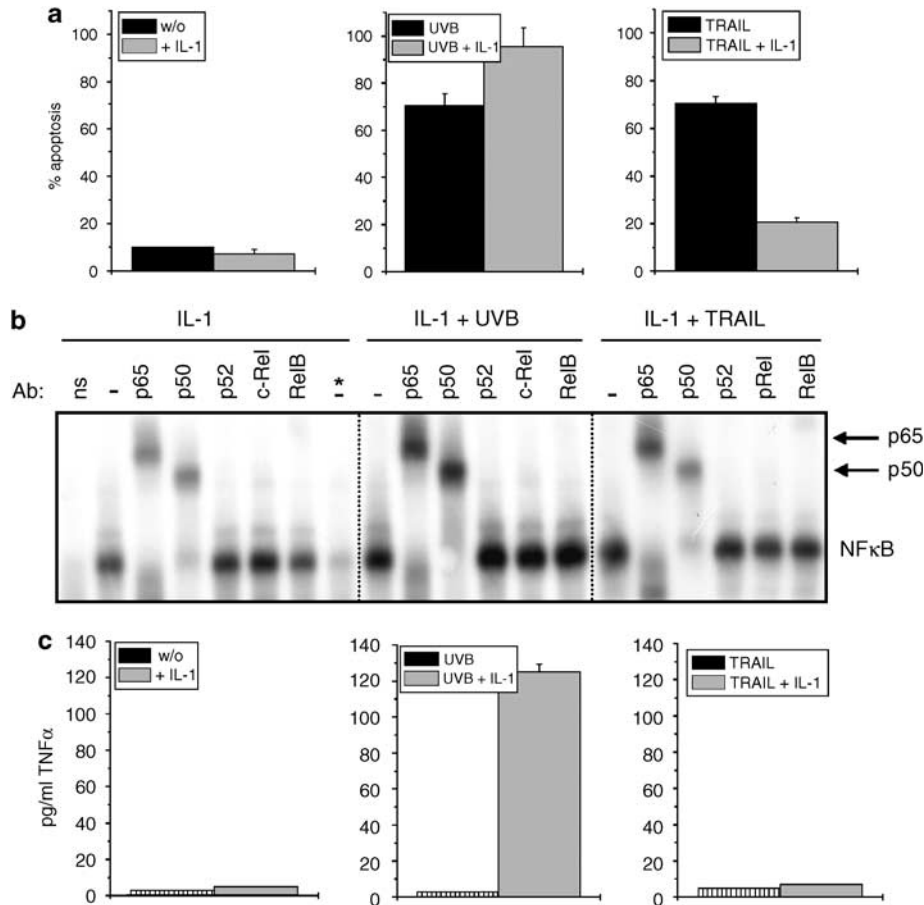 a
w/o
+ IL-1
% apoptosis
100
80
60
40
20
0
UVB
UVB + IL-1
100
80
60
40
20
0
TRAIL
TRAIL + IL-1
100
80
60
40
20
0
b
IL-1
IL-1 + UVB
IL-1 + TRAIL
Ab: ns - p65 p50 p52 c-Rel RelB -* - p65 p50 p52 c-Rel RelB - p65 p50 p52 pRel RelB
p65
p50
NFκB
c
w/o
+ IL-1
pg/ml TNFα
140
120
100
80
60
40
20
0
UVB
UVB + IL-1
140
120
100
80
60
40
20
0
TRAIL
TRAIL + IL-1
140
120
100
80
60
40
20
0